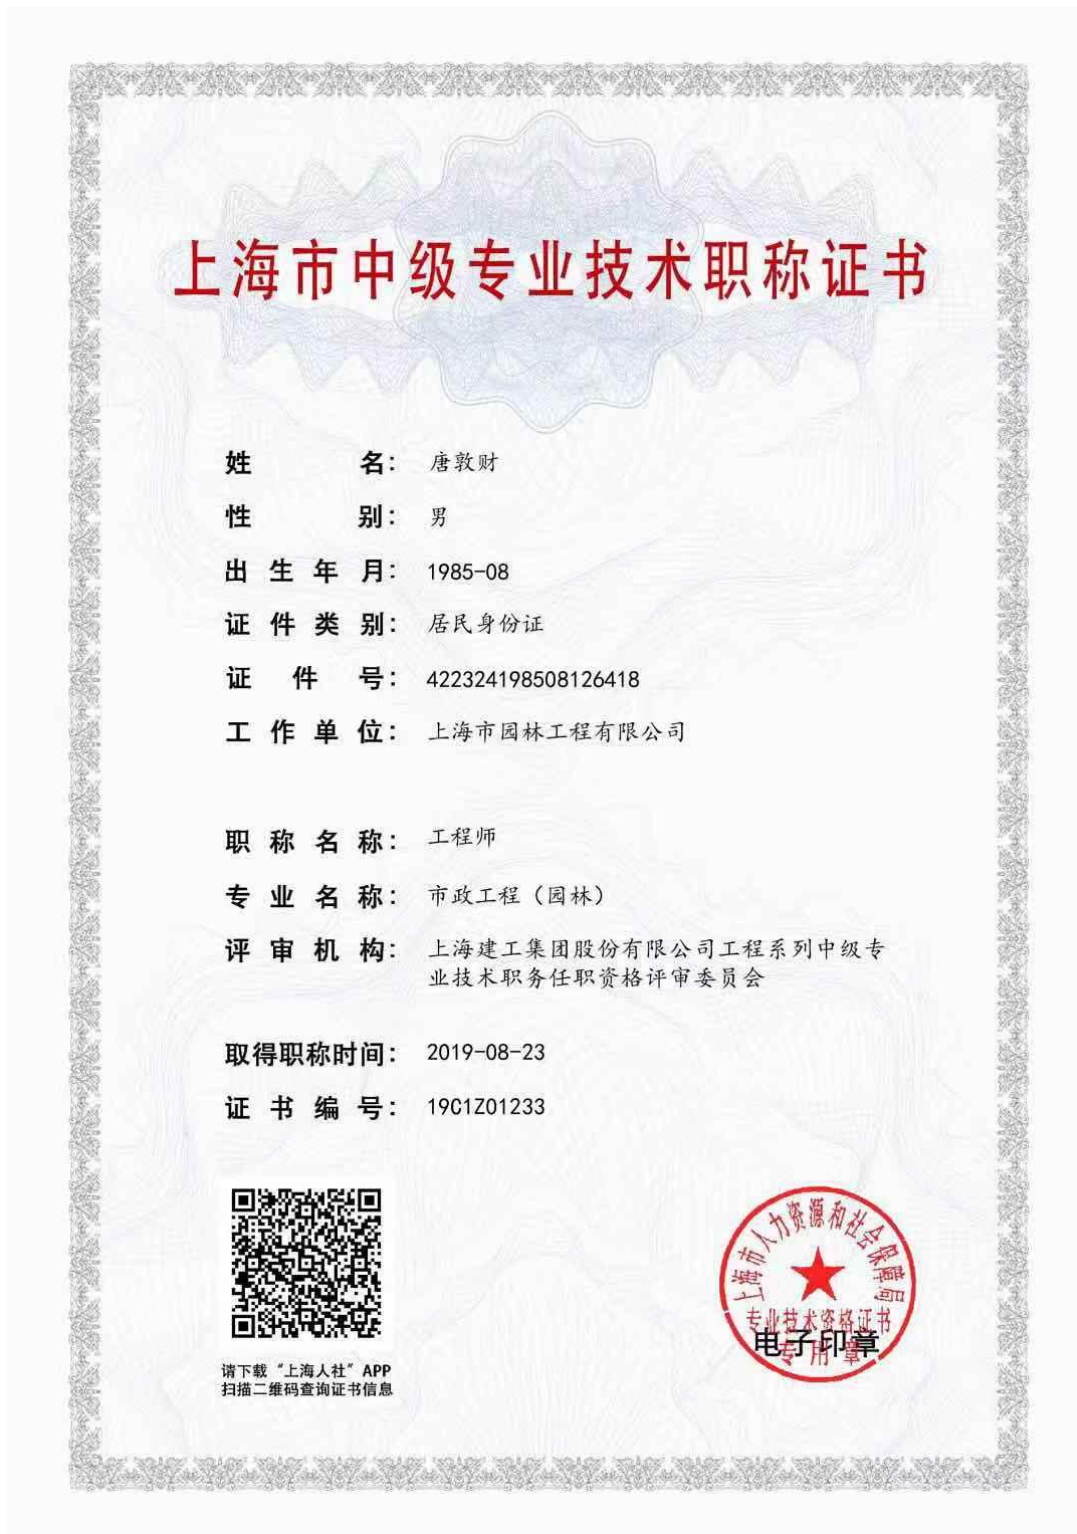 上海市中级专业技术职称证书
姓名： 唐敦财
性别： 男
出生年月： 1985-08
证件类别： 居民身份证
证件号： 422324198508126418
工作单位： 上海市园林工程有限公司
职称名称： 工程师
专业名称： 市政工程（园林）
评审机构： 上海建工集团股份有限公司工程系列中级专
业技术职务任职资格评审委员会
取得职称时间： 2019-08-23
证书编号： 19C1Z01233
请下载“上海人社”APP
扫描二维码查询证书信息
上海市人力资源和社会保障局
专业技术资格证书
电子印章
专用章